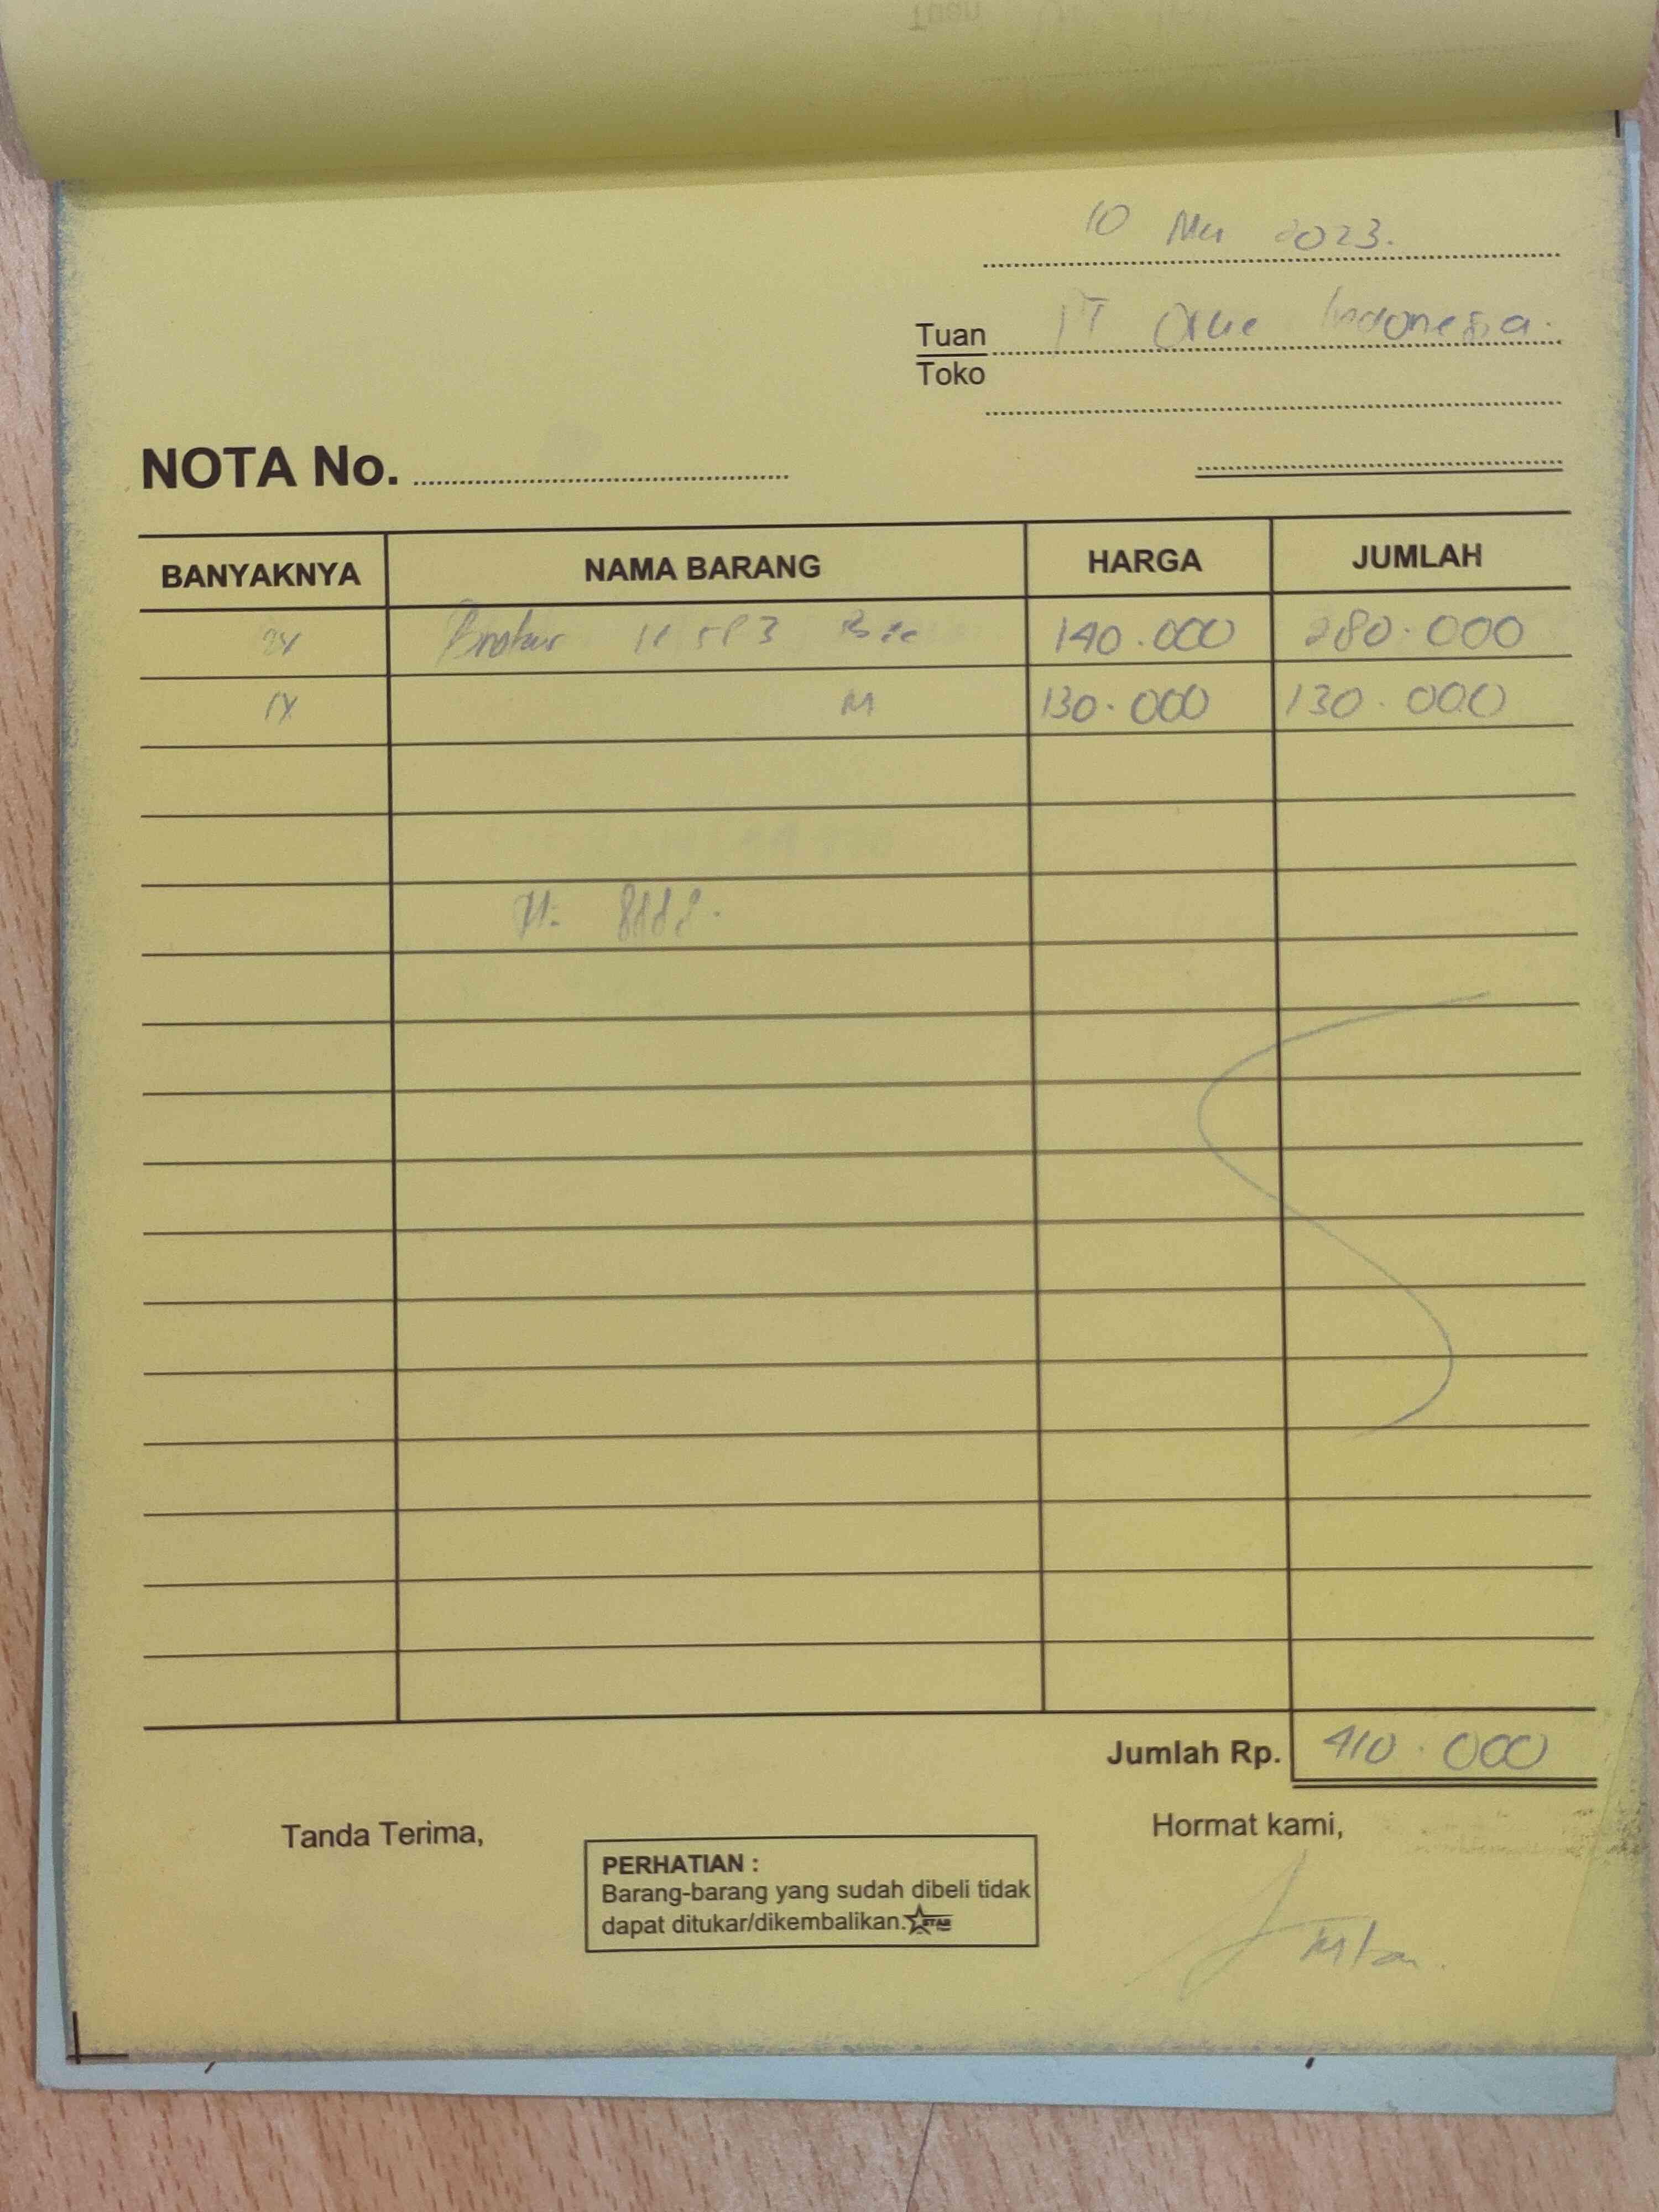 10 Mei 2023.
Tuan PT Indonesia.
Toko
NOTA No.
BANYAKNYA NAMA BARANG HARGA JUMLAH
2x 3 140.000 280.000
1x M 130.000 130.000
Jumlah Rp. 410.000
Tanda Terima, Hormat kami,
PERHATIAN :
Barang-barang yang sudah dibeli tidak
dapat ditukar/dikembalikan. STAR